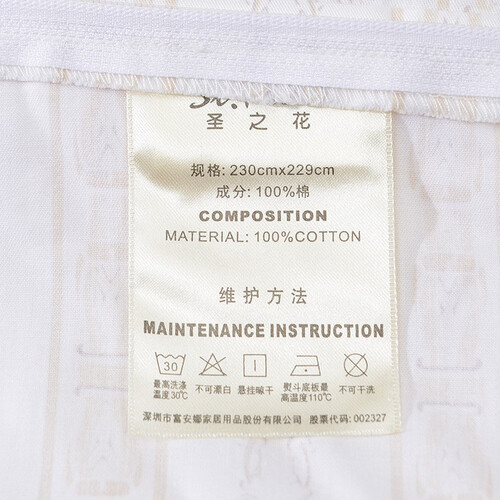 圣之花
规格: 230cmx229cm
成分: 100%棉
COMPOSITION
MATERIAL: 100%COTTON
维护方法
MAINTENANCE INSTRUCTION
30
最高洗涤温度30℃
不可漂白
悬挂晾干
熨斗底板最高温度110℃
不可干洗
深圳市富安娜家居用品股份有限公司 股票代码: 002327